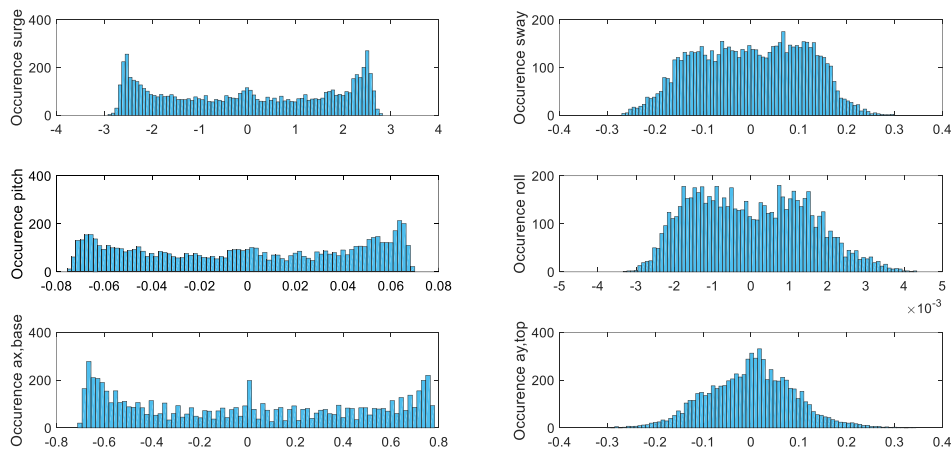 Occurence surge
400
200
0
-4 -3 -2 -1 0 1 2 3 4
Occurence sway
200
100
0
-0.4 -0.3 -0.2 -0.1 0 0.1 0.2 0.3 0.4
Occurence pitch
400
200
0
-0.08 -0.06 -0.04 -0.02 0 0.02 0.04 0.06 0.08
Occurence roll
200
100
0
-5 -4 -3 -2 -1 0 1 2 3 4 5
×10-3
Occurence ax,base
400
200
0
-0.8 -0.6 -0.4 -0.2 0 0.2 0.4 0.6 0.8
Occurence ay,top
400
200
0
-0.4 -0.3 -0.2 -0.1 0 0.1 0.2 0.3 0.4